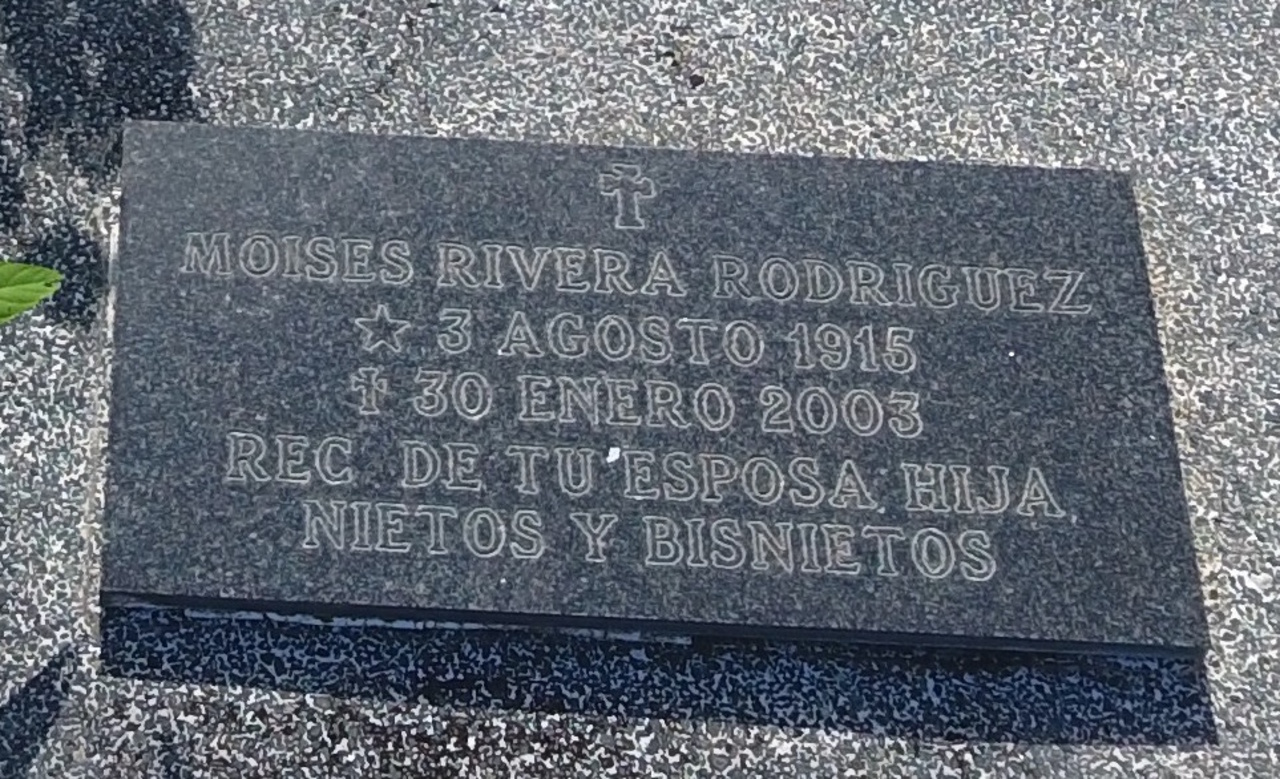 MOISES RIVERA RODRIGUEZ
☆ 3 AGOSTO 1915
✝ 30 ENERO 2003
REC DE TU ESPOSA, HIJA,
NIETOS Y BISNIETOS